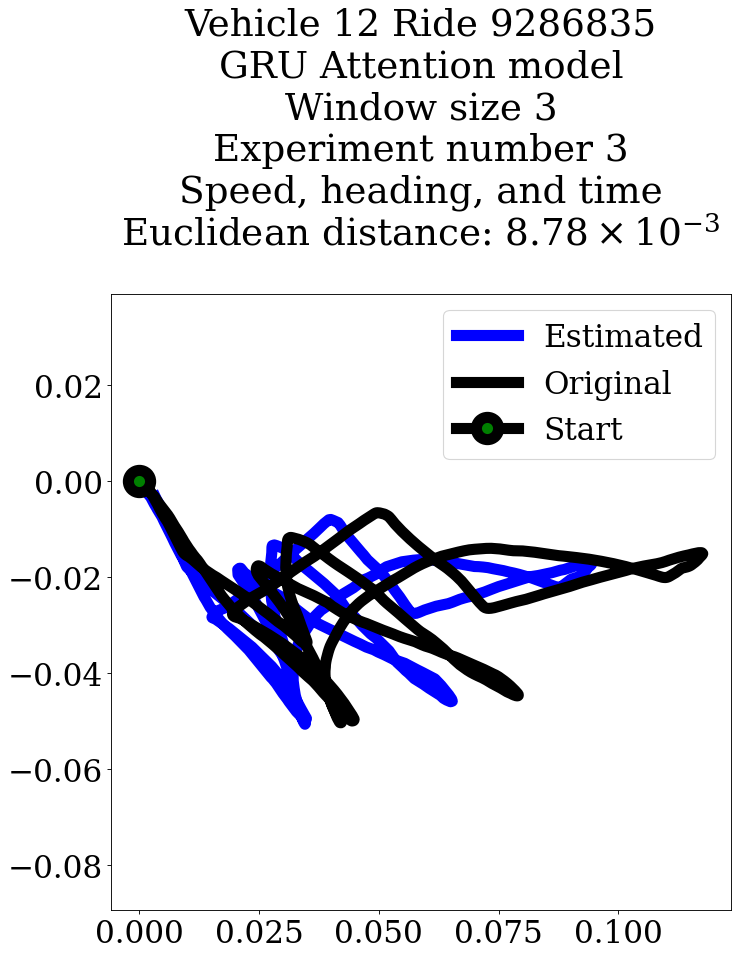 Vehicle 12 Ride 9286835
GRU Attention model
Window size 3
Experiment number 3
Speed, heading, and time
Euclidean distance: 8.78 × 10⁻³
Estimated
Original
Start
0.02
0.00
−0.02
−0.04
−0.06
−0.08
0.000 0.025 0.050 0.075 0.100